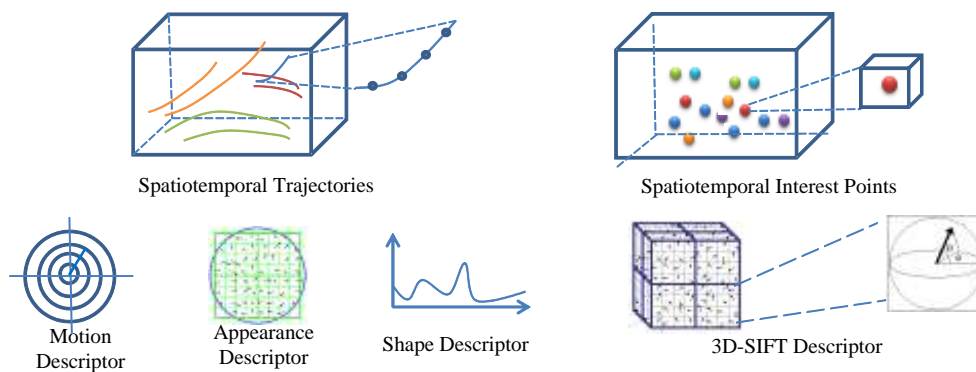 Spatiotemporal Trajectories
Spatiotemporal Interest Points
Motion
Descriptor
Appearance
Descriptor
Shape Descriptor
3D-SIFT Descriptor